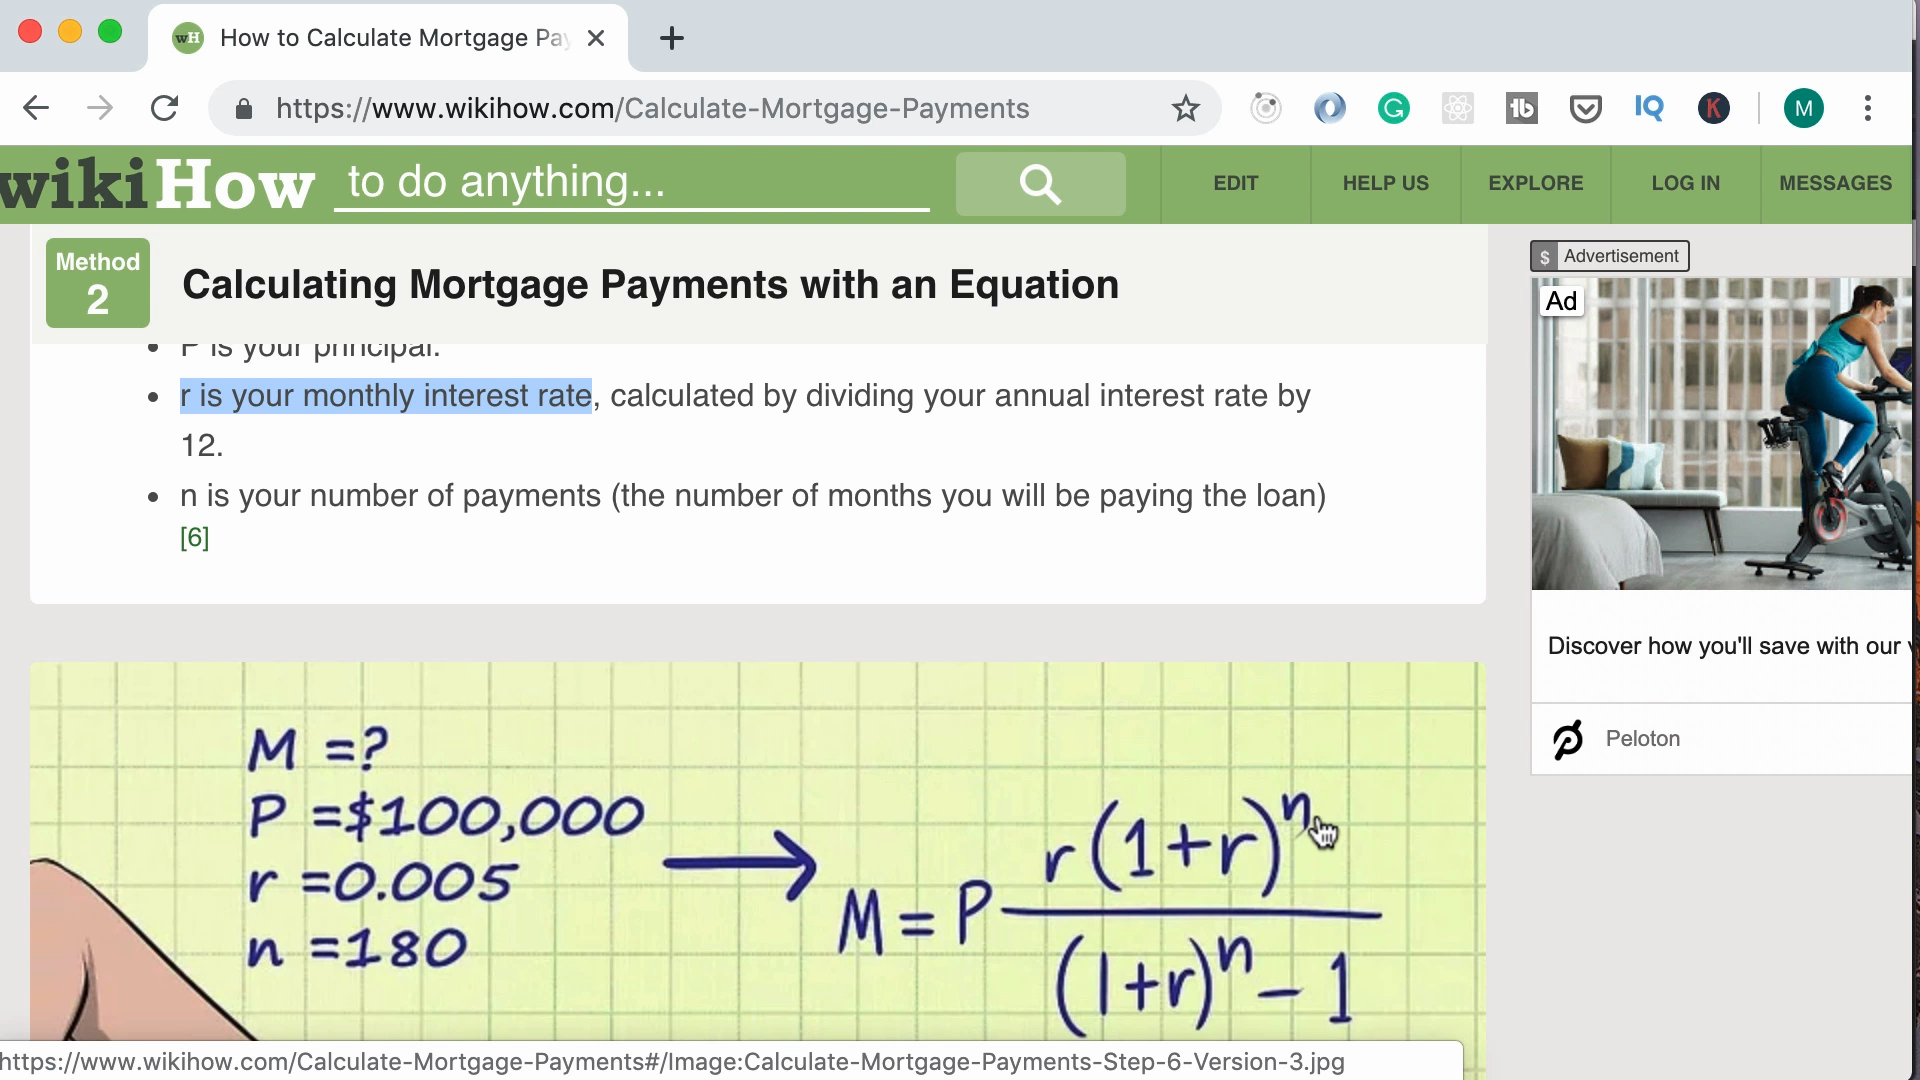 wH How to Calculate Mortgage Pay
https://www.wikihow.com/Calculate-Mortgage-Payments
G
tb
IQ
K
M
wikiHow to do anything...
EDIT
HELP US
EXPLORE
LOG IN
MESSAGES
Method
2
Calculating Mortgage Payments with an Equation
P is your principal.
r is your monthly interest rate, calculated by dividing your annual interest rate by
12.
n is your number of payments (the number of months you will be paying the loan)
[6]
$ Advertisement
Ad
Discover how you'll save with our
Peloton
M =?
P =$100,000
r =0.005
n =180
r(1+r)ⁿ
M = P
(1+r)ⁿ - 1
https://www.wikihow.com/Calculate-Mortgage-Payments#/Image:Calculate-Mortgage-Payments-Step-6-Version-3.jpg